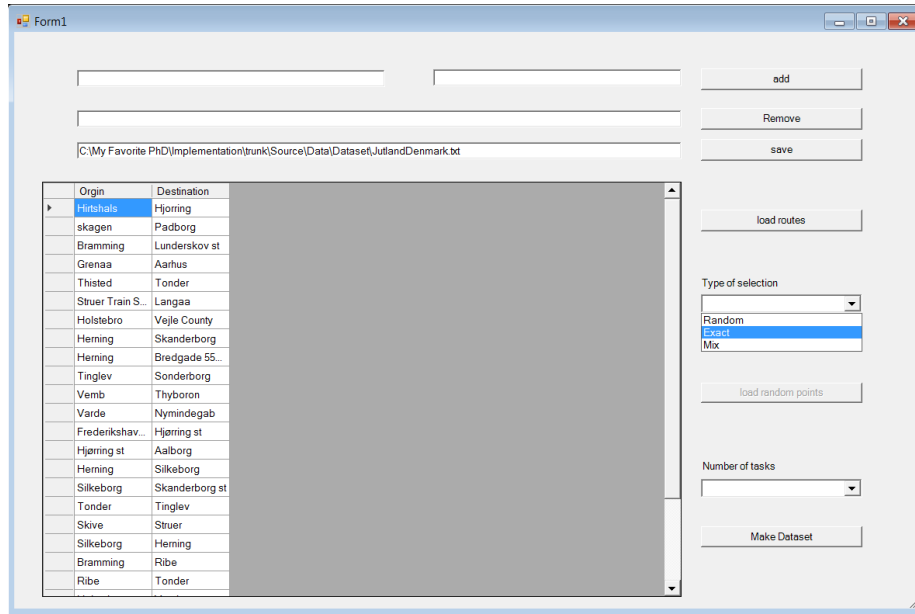 Form1
add
Remove
C:\My Favorite PhD\Implementation\trunk\Source\Data\Dataset\JutlandDenmark.txt
save
Orgin Destination
Hirtshals Hjorring
skagen Padborg
Bramming Lunderskov st
Grenaa Aarhus
Thisted Tonder
Struer Train S... Langaa
Holstebro Vejle County
Herning Skanderborg
Herning Bredgade 55...
Tinglev Sonderborg
Vemb Thyboron
Varde Nymindegab
Frederikshav... Hjørring st
Hjørring st Aalborg
Herning Silkeborg
Silkeborg Skanderborg st
Tonder Tinglev
Skive Struer
Silkeborg Herning
Bramming Ribe
Ribe Tonder
load routes
Type of selection
Random
Exact
Mix
load random points
Number of tasks
Make Dataset